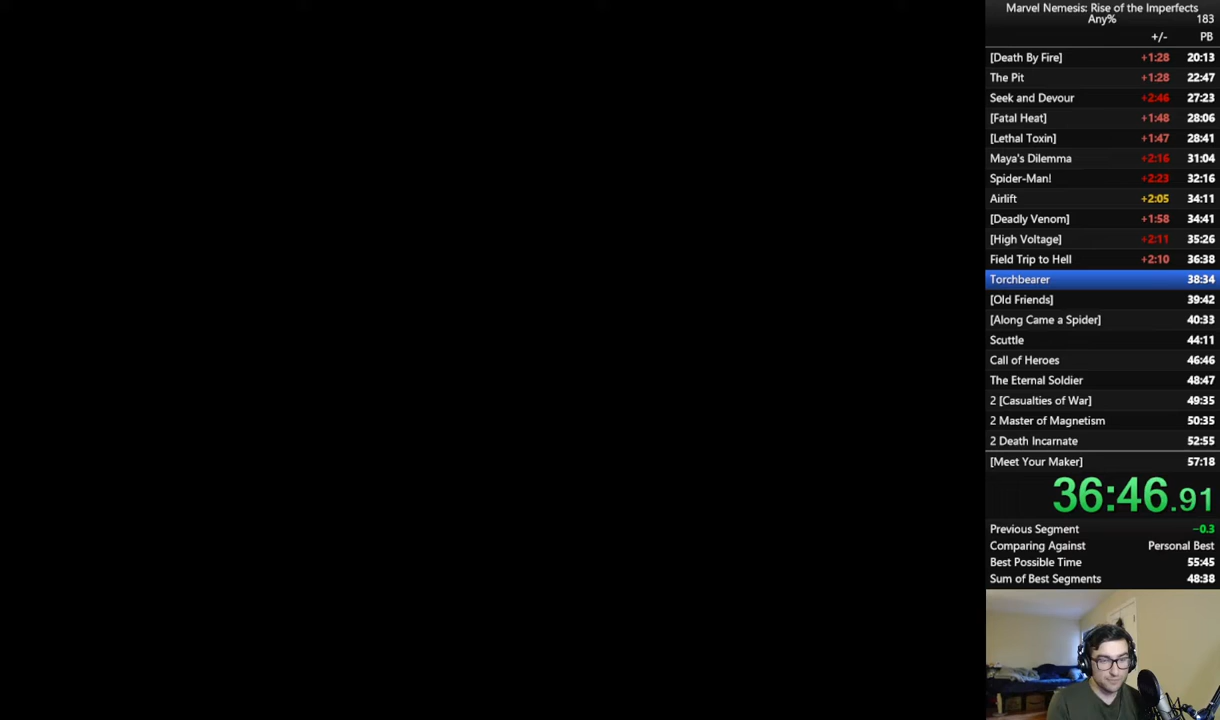 Marvel Nemesis: Rise of the Imperfects
Any% 183
+/- PB
[Death By Fire] +1:28 20:13
The Pit +1:28 22:47
Seek and Devour +2:46 27:23
[Fatal Heat] +1:48 28:06
[Lethal Toxin] +1:47 28:41
Maya's Dilemma +2:16 31:04
Spider-Man! +2:23 32:16
Airlift +2:05 34:11
[Deadly Venom] +1:58 34:41
[High Voltage] +2:11 35:26
Field Trip to Hell +2:10 36:38
Torchbearer 38:34
[Old Friends] 39:42
[Along Came a Spider] 40:33
Scuttle 44:11
Call of Heroes 46:46
The Eternal Soldier 48:47
2 [Casualties of War] 49:35
2 Master of Magnetism 50:35
2 Death Incarnate 52:55
[Meet Your Maker] 57:18
36:46.91
Previous Segment −0.3
Comparing Against Personal Best
Best Possible Time 55:45
Sum of Best Segments 48:38